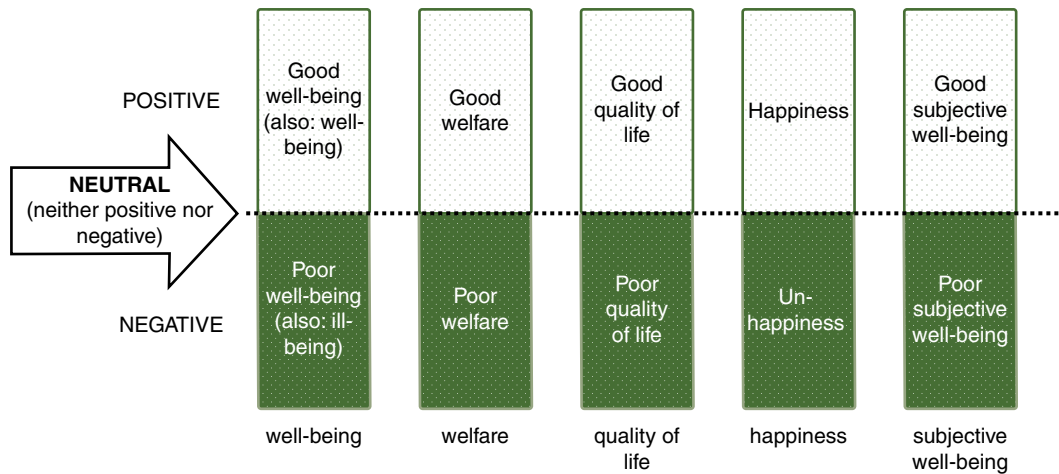 POSITIVE
NEUTRAL
(neither positive nor
negative)
NEGATIVE
Good
well-being
(also: well-
being)
Poor
well-being
(also: ill-
being)
well-being
Good
welfare
Poor
welfare
welfare
Good
quality of
life
Poor
quality
of life
quality of
life
Happiness
Un-
happiness
happiness
Good
subjective
well-being
Poor
subjective
well-being
subjective
well-being